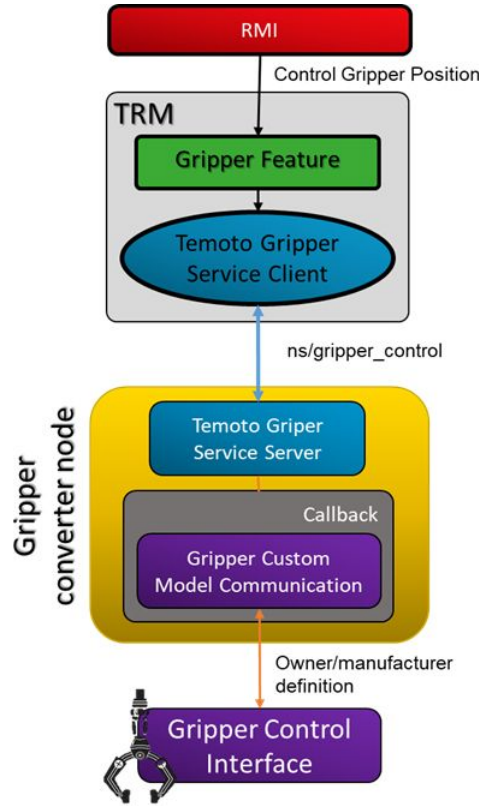 RMI
Control Gripper Position
TRM
Gripper Feature
Temoto Gripper
Service Client
ns/gripper_control
Gripper
converter node
Temoto Griper
Service Server
Callback
Gripper Custom
Model Communication
Owner/manufacturer
definition
Gripper Control
Interface